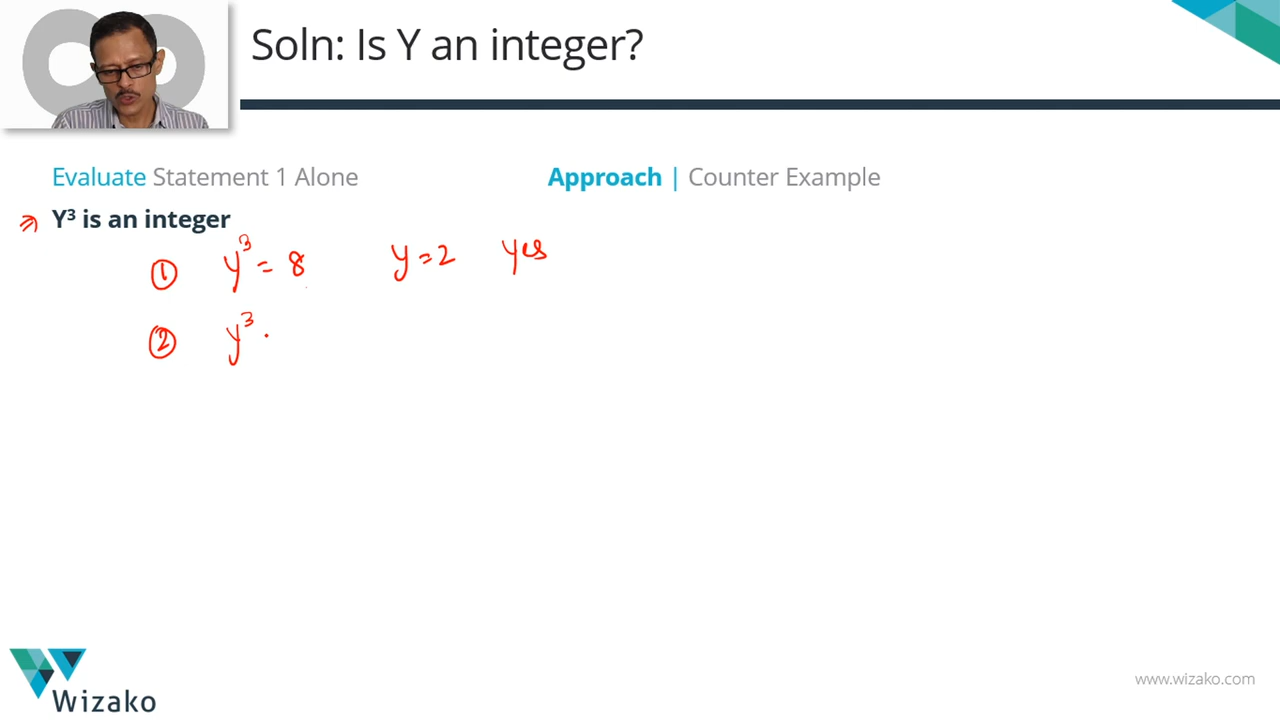 Soln: Is Y an integer?
Evaluate Statement 1 Alone
Approach | Counter Example
⇒ Y³ is an integer
① y³ = 8 y = 2 Yes
② y³
www.wizako.com
Wizako